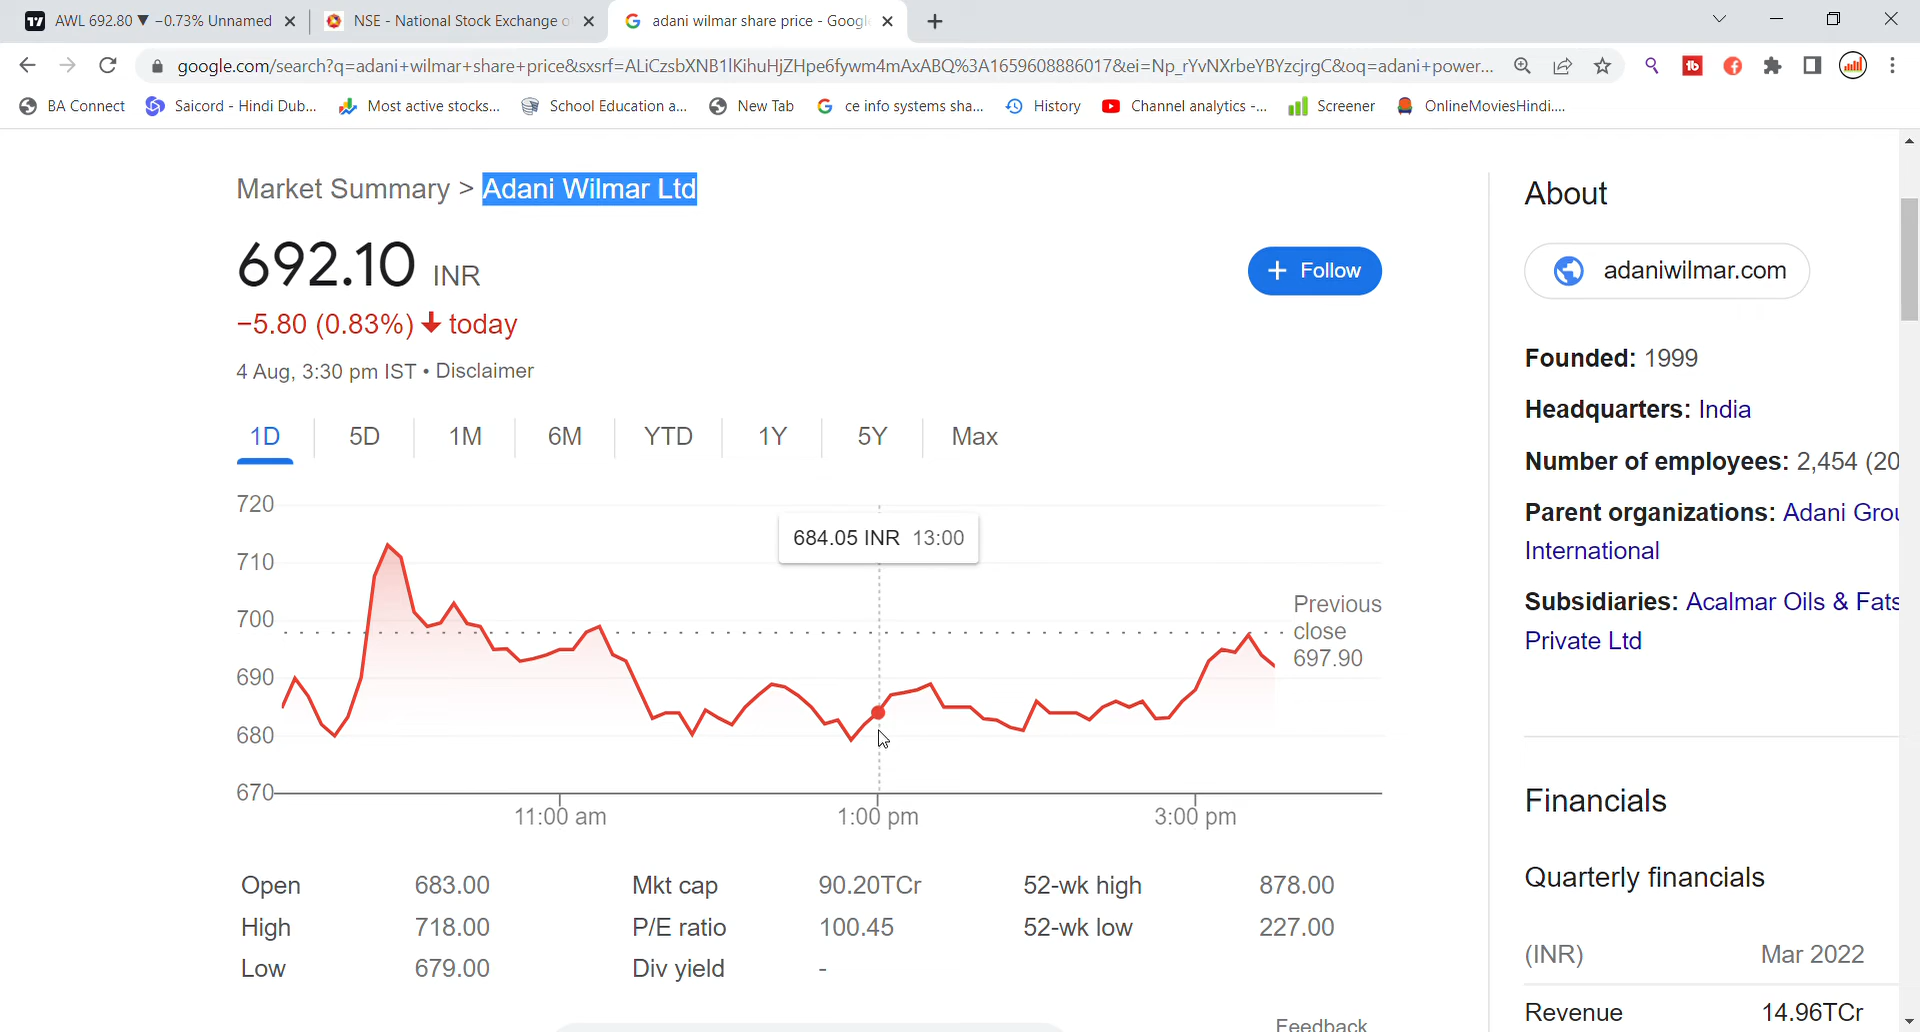 AWL 692.80 ▼ −0.73% Unnamed
NSE - National Stock Exchange o
adani wilmar share price - Googl
google.com/search?q=adani+wilmar+share+price&sxsrf=ALiCzsbXNB1lKihuHjZHpe6fywm4mAxABQ%3A1659608886017&ei=Np_rYvNXrbeYBYzcjrgC&oq=adani+power...
BA Connect
Saicord - Hindi Dub...
Most active stocks...
School Education a...
New Tab
ce info systems sha...
History
Channel analytics -...
Screener
OnlineMoviesHindi....
Market Summary > Adani Wilmar Ltd
692.10 INR
+ Follow
−5.80 (0.83%) ↓ today
4 Aug, 3:30 pm IST • Disclaimer
1D 5D 1M 6M YTD 1Y 5Y Max
720
710
700
690
680
670
684.05 INR 13:00
Previous
close
697.90
11:00 am 1:00 pm 3:00 pm
Open 683.00 Mkt cap 90.20TCr 52-wk high 878.00
High 718.00 P/E ratio 100.45 52-wk low 227.00
Low 679.00 Div yield -
Feedback
About
adaniwilmar.com
Founded: 1999
Headquarters: India
Number of employees: 2,454 (20
Parent organizations: Adani Grou
International
Subsidiaries: Acalmar Oils & Fats
Private Ltd
Financials
Quarterly financials
(INR) Mar 2022
Revenue 14.96TCr